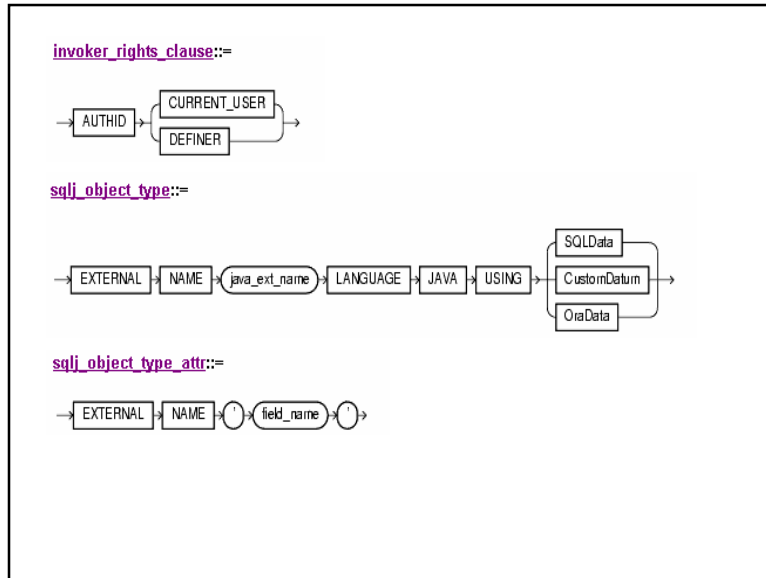 invoker_rights_clause::=
AUTHID
CURRENT_USER
DEFINER
sqlj_object_type::=
EXTERNAL NAME java_ext_name LANGUAGE JAVA USING
SQLData
CustomDatum
OraData
sqlj_object_type_attr::=
EXTERNAL NAME ' field_name '